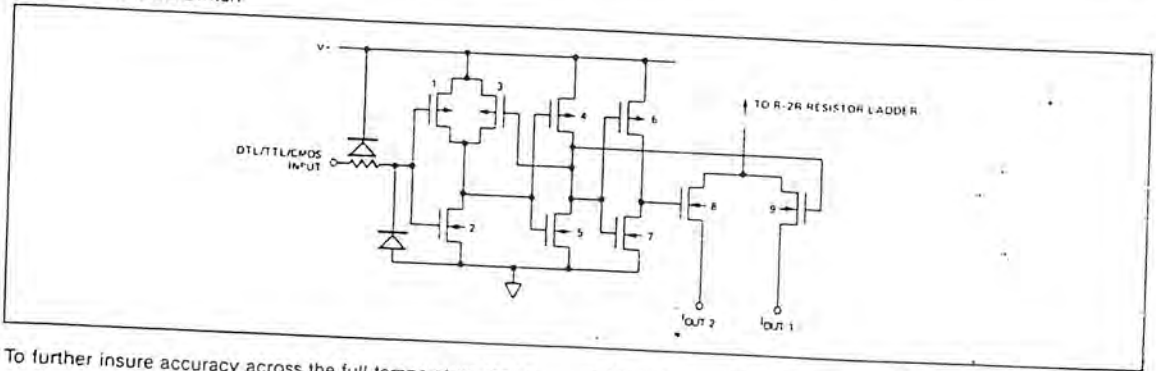 V+
1
3
4
6
TO R-2R RESISTOR LADDER
DTL/TTL/CMOS
INPUT
2
5
7
8
9
IOUT 2
IOUT 1
To further insure accuracy across the full